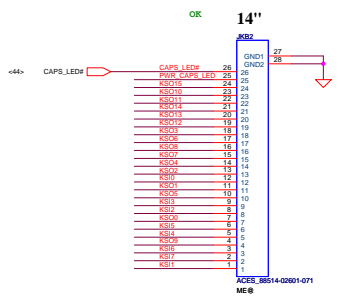 OK
14"
JKB2
GND1 27
GND2 28
<44> CAPS_LED# CAPS_LED# 26 26
PWR_CAPS_LED 25 25
KSO15 24 24
KSO10 23 23
KSO11 22 22
KSO14 21 21
KSO13 20 20
KSO12 19 19
KSO3 18 18
KSO6 17 17
KSO8 16 16
KSO7 15 15
KSO4 14 14
KSO2 13 13
KSI0 12 12
KSO1 11 11
KSO5 10 10
KSI3 9 9
KSI2 8 8
KSO0 7 7
KSI5 6 6
KSI4 5 5
KSO9 4 4
KSI6 3 3
KSI7 2 2
KSI1 1 1
ACES_88514-02601-071
ME@